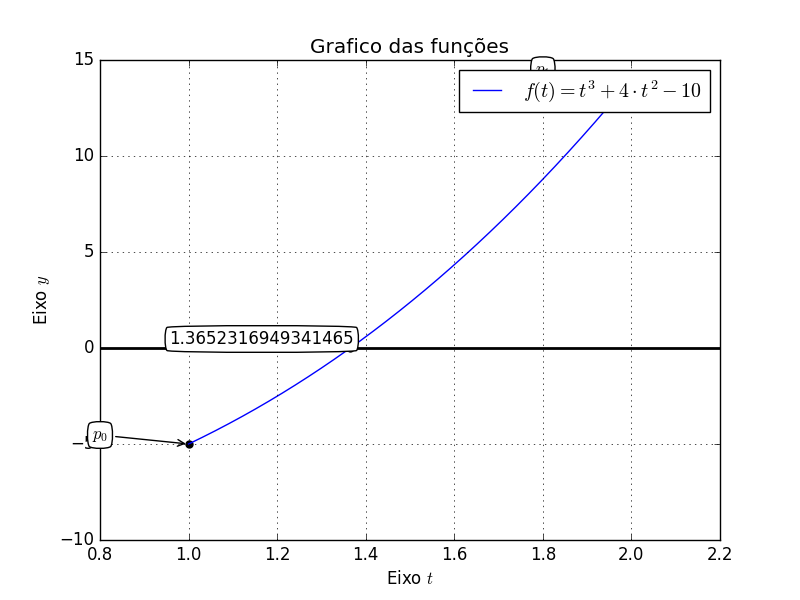 Grafico das funções
15
f(t) = t³ + 4 · t² − 10
10
5
Eixo y
1.3652316949341465
0
p₀
−10
0.8 1.0 1.2 1.4 1.6 1.8 2.0 2.2
Eixo t